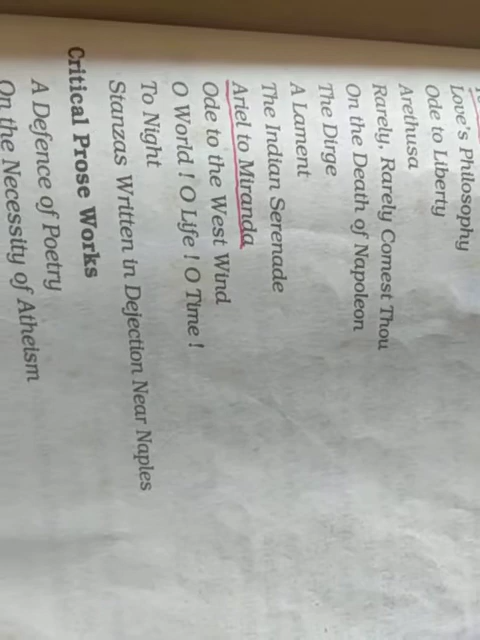 Love's Philosophy
Ode to Liberty
Arethusa
Rarely, Rarely Comest Thou
On the Death of Napoleon
The Dirge
A Lament
The Indian Serenade
Ariel to Miranda
Ode to the West Wind
O World ! O Life ! O Time !
To Night
Stanzas Written in Dejection Near Naples
Critical Prose Works
A Defence of Poetry
On the Necessity of Atheism